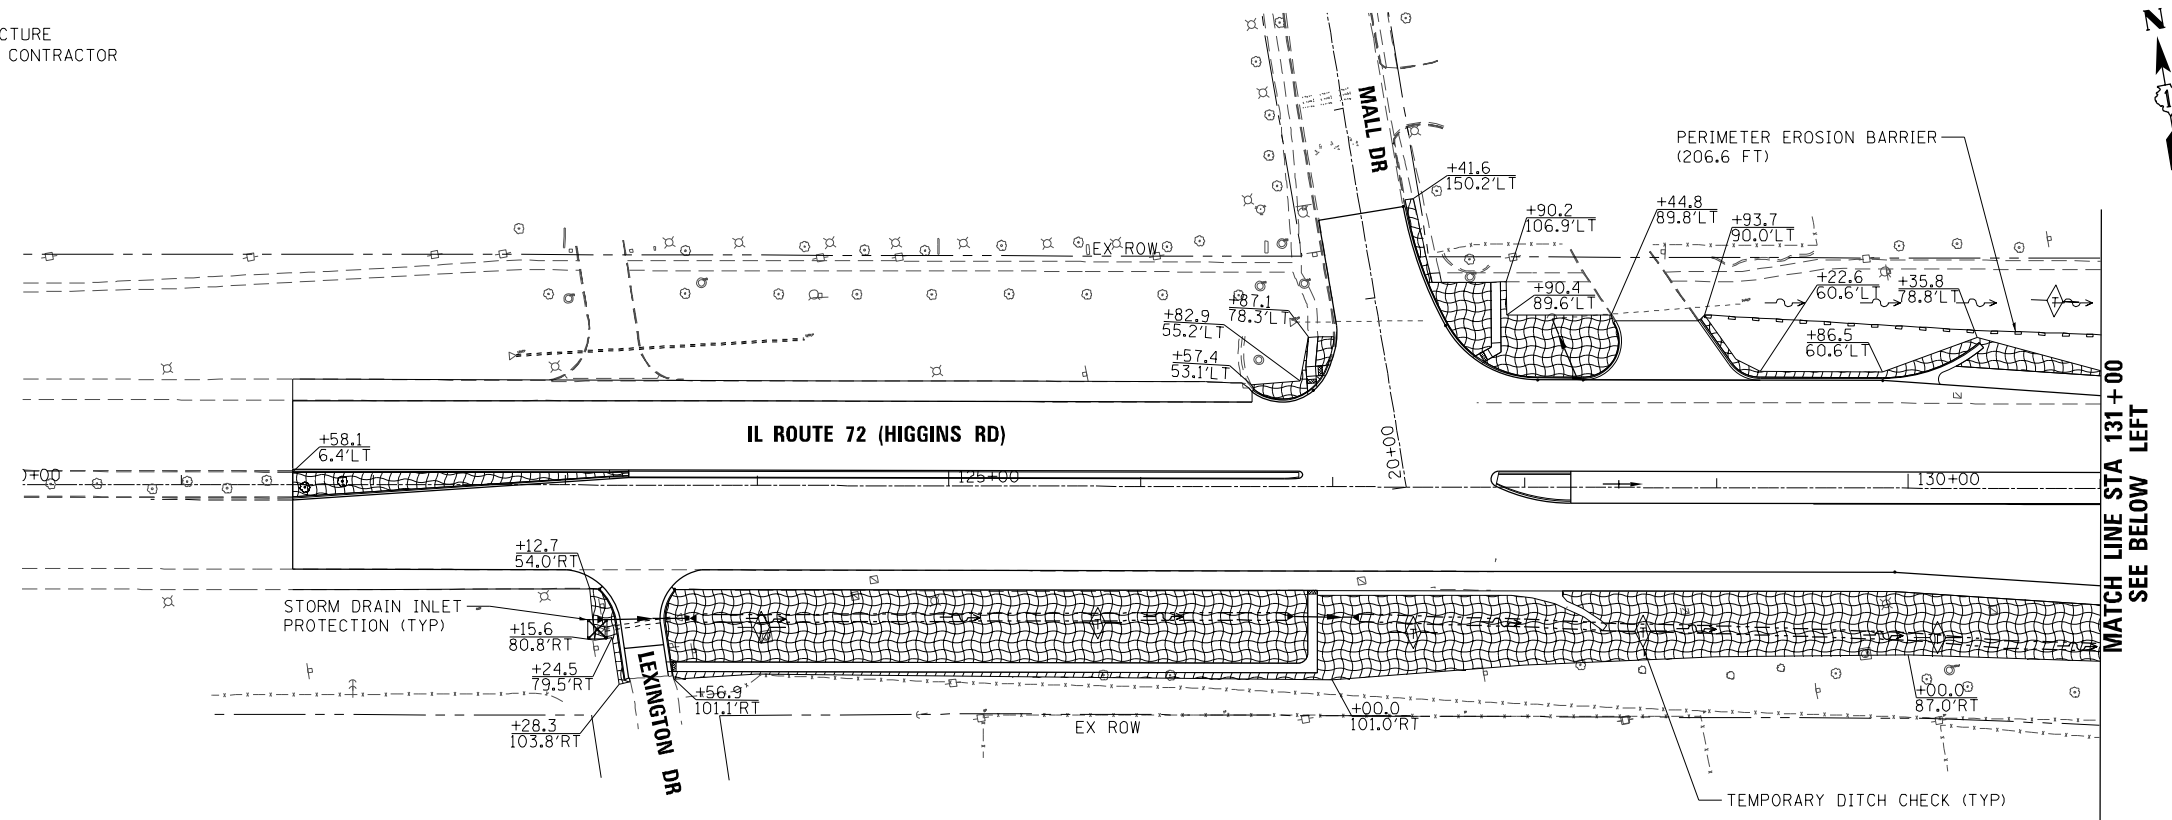 CTURE
CONTRACTOR
N
MALL DR
PERIMETER EROSION BARRIER
(206.6 FT)
+41.6
150.2'LT
+90.2
106.9'LT
+44.8
89.8'LT
+93.7
90.0'LT
EX ROW
+22.6
60.6'LT
+35.8
78.8'LT
+90.4
89.6'LT
+87.1
78.3'LT
+82.9
55.2'LT
+86.5
60.6'LT
+57.4
53.1'LT
MATCH LINE STA 131+00
SEE BELOW LEFT
IL ROUTE 72 (HIGGINS RD)
+58.1
6.4'LT
20+00
+00
125+00
130+00
+12.7
54.0'RT
STORM DRAIN INLET
PROTECTION (TYP)
+15.6
80.8'RT
+24.5
79.5'RT
LEXINGTON DR
+56.9
101.1'RT
+28.3
103.8'RT
EX ROW
+00.0
101.0'RT
+00.0
87.0'RT
TEMPORARY DITCH CHECK (TYP)